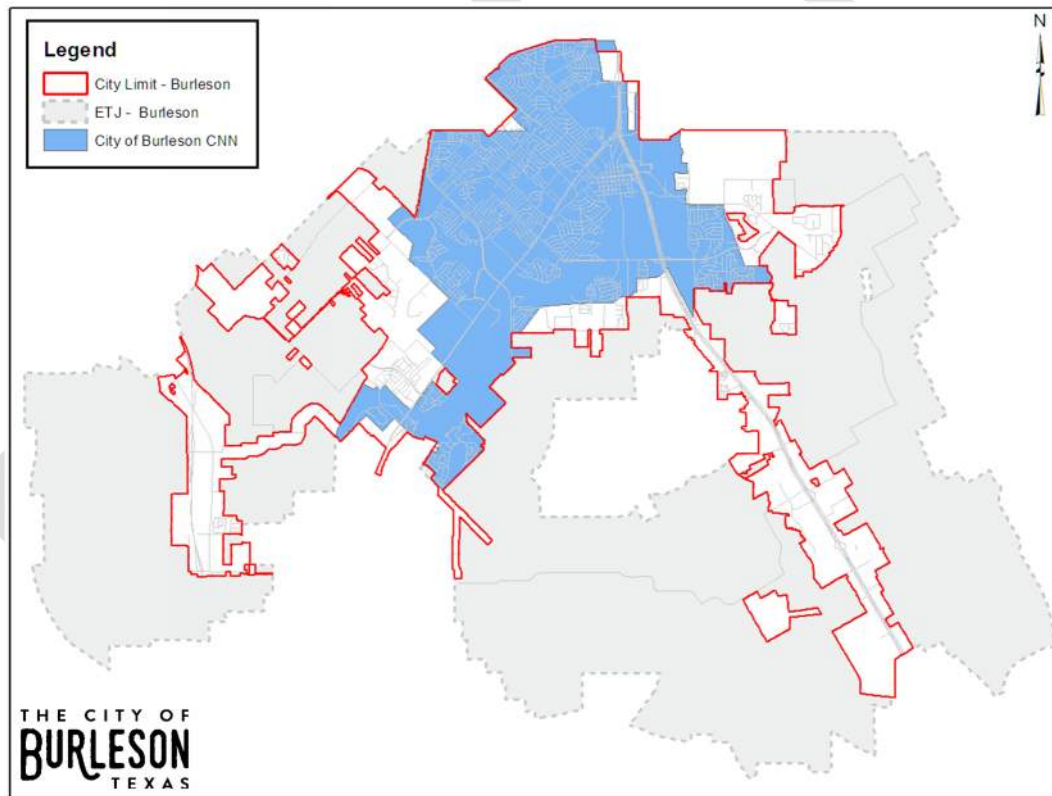 Legend
City Limit - Burleson
ETJ - Burleson
City of Burleson CNN
N
THE CITY OF
BURLESON
TEXAS